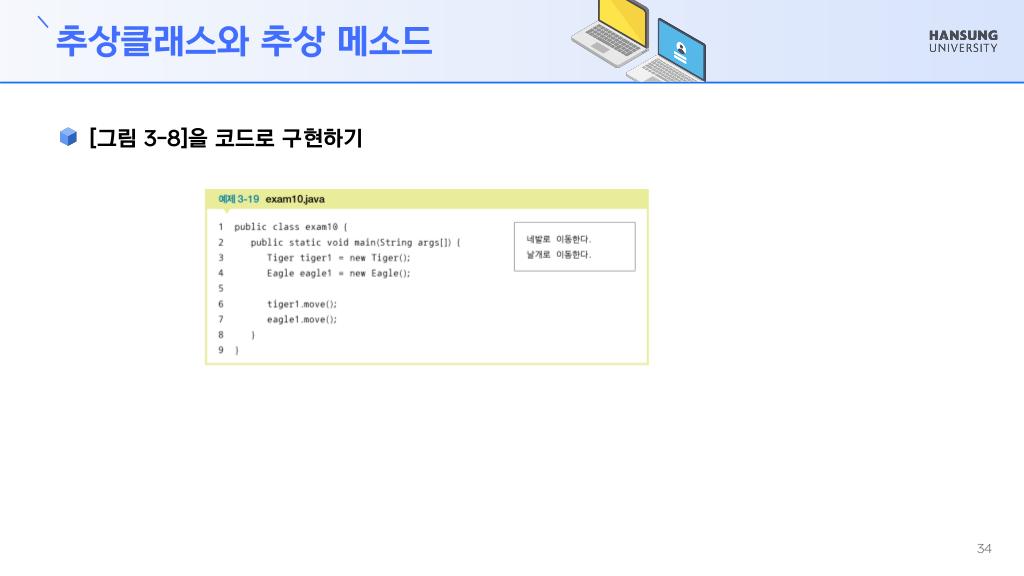 추상클래스와 추상 메소드
HANSUNG
UNIVERSITY
[그림 3-8]을 코드로 구현하기
예제 3-19 exam10.java
1 public class exam10 {
2 public static void main(String args[]) {
3 Tiger tiger1 = new Tiger();
4 Eagle eagle1 = new Eagle();
5
6 tiger1.move();
7 eagle1.move();
8 }
9 }
네발로 이동한다.
날개로 이동한다.
34